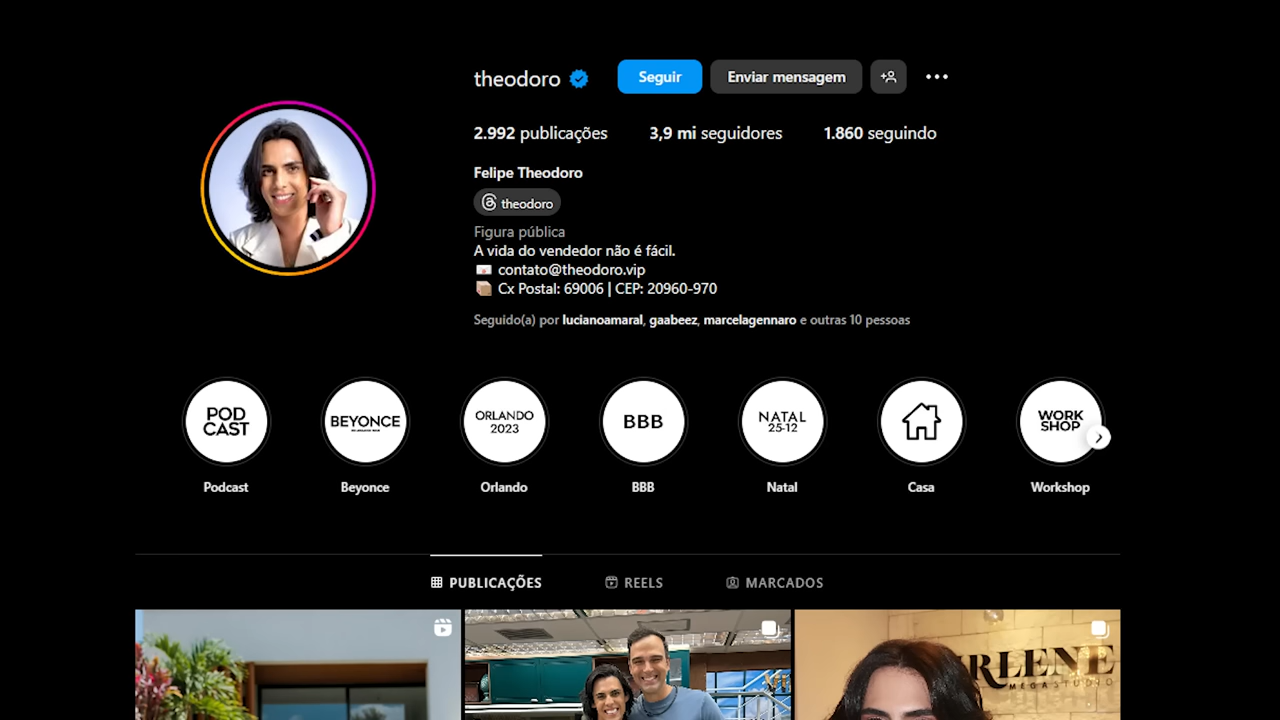 theodoro
Seguir
Enviar mensagem
2.992 publicações
3,9 mi seguidores
1.860 seguindo
Felipe Theodoro
theodoro
Figura pública
A vida do vendedor não é fácil.
contato@theodoro.vip
Cx Postal: 69006 | CEP: 20960-970
Seguido(a) por lucianoamaral, gaabeez, marcelagennaro e outras 10 pessoas
POD
CAST
BEYONCE
ORLANDO
2023
BBB
NATAL
25-12
WORK
SHOP
Podcast
Beyonce
Orlando
BBB
Natal
Casa
Workshop
PUBLICAÇÕES
REELS
MARCADOS
RLENE
MEGASTUDIO